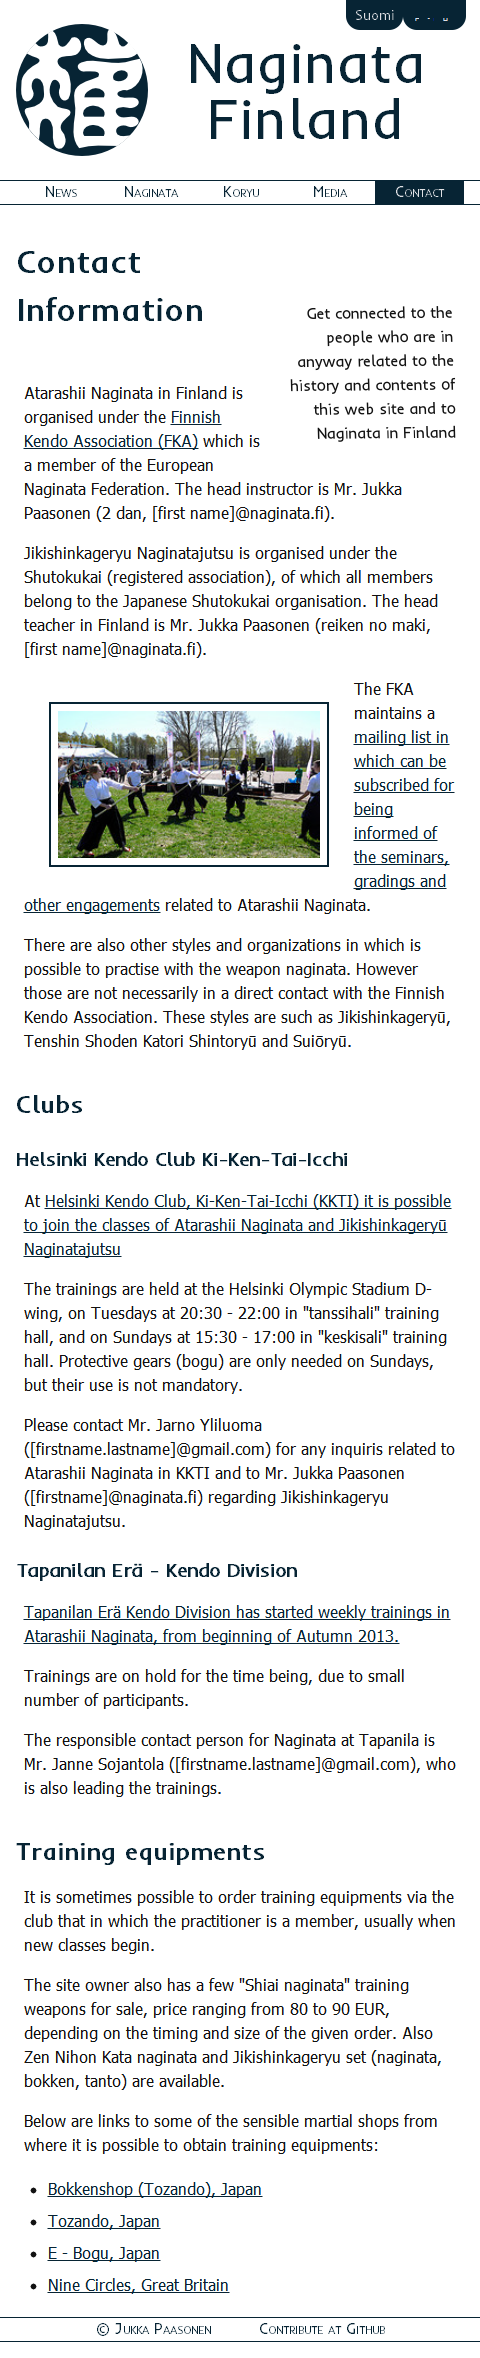 Suomi
Naginata
Finland
News Naginata Koryu Media Contact
Contact
Information
Get connected to the
people who are in
anyway related to the
history and contents of
this web site and to
Naginata in Finland
Atarashii Naginata in Finland is
organised under the Finnish
Kendo Association (FKA) which is
a member of the European
Naginata Federation. The head instructor is Mr. Jukka
Paasonen (2 dan, [first name]@naginata.fi).
Jikishinkageryu Naginatajutsu is organised under the
Shutokukai (registered association), of which all members
belong to the Japanese Shutokukai organisation. The head
teacher in Finland is Mr. Jukka Paasonen (reiken no maki,
[first name]@naginata.fi).
The FKA
maintains a
mailing list in
which can be
subscribed for
being
informed of
the seminars,
gradings and
other engagements related to Atarashii Naginata.
There are also other styles and organizations in which is
possible to practise with the weapon naginata. However
those are not necessarily in a direct contact with the Finnish
Kendo Association. These styles are such as Jikishinkageryū,
Tenshin Shoden Katori Shintoryū and Suiōryū.
Clubs
Helsinki Kendo Club Ki-Ken-Tai-Icchi
At Helsinki Kendo Club, Ki-Ken-Tai-Icchi (KKTI) it is possible
to join the classes of Atarashii Naginata and Jikishinkageryū
Naginatajutsu
The trainings are held at the Helsinki Olympic Stadium D-
wing, on Tuesdays at 20:30 - 22:00 in "tanssihali" training
hall, and on Sundays at 15:30 - 17:00 in "keskisali" training
hall. Protective gears (bogu) are only needed on Sundays,
but their use is not mandatory.
Please contact Mr. Jarno Yliluoma
([firstname.lastname]@gmail.com) for any inquiris related to
Atarashii Naginata in KKTI and to Mr. Jukka Paasonen
([firstname]@naginata.fi) regarding Jikishinkageryu
Naginatajutsu.
Tapanilan Erä - Kendo Division
Tapanilan Erä Kendo Division has started weekly trainings in
Atarashii Naginata, from beginning of Autumn 2013.
Trainings are on hold for the time being, due to small
number of participants.
The responsible contact person for Naginata at Tapanila is
Mr. Janne Sojantola ([firstname.lastname]@gmail.com), who
is also leading the trainings.
Training equipments
It is sometimes possible to order training equipments via the
club that in which the practitioner is a member, usually when
new classes begin.
The site owner also has a few "Shiai naginata" training
weapons for sale, price ranging from 80 to 90 EUR,
depending on the timing and size of the given order. Also
Zen Nihon Kata naginata and Jikishinkageryu set (naginata,
bokken, tanto) are available.
Below are links to some of the sensible martial shops from
where it is possible to obtain training equipments:
• Bokkenshop (Tozando), Japan
• Tozando, Japan
• E - Bogu, Japan
• Nine Circles, Great Britain
© Jukka Paasonen Contribute at Github